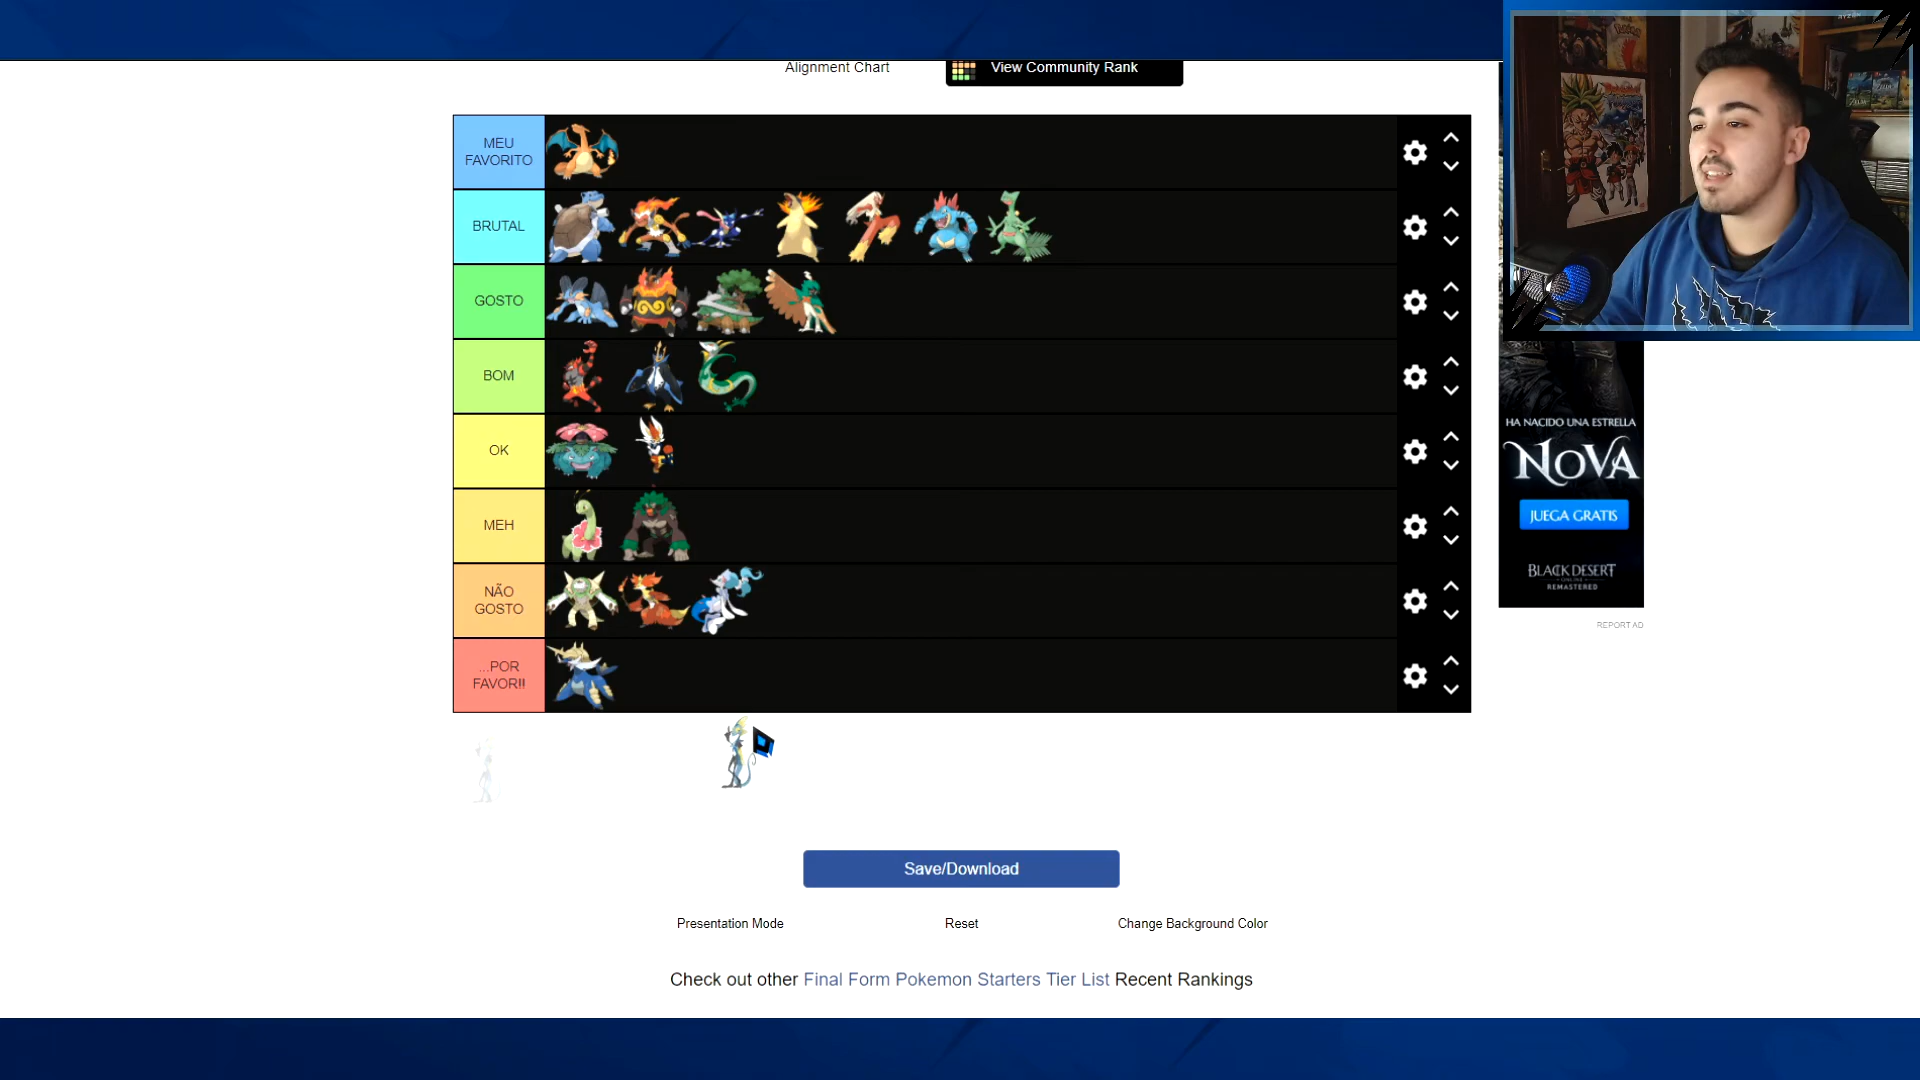 Alignment Chart
View Community Rank
MEU
FAVORITO
BRUTAL
GOSTO
BOM
OK
MEH
NÃO
GOSTO
...POR
FAVOR!!
HA NACIDO UNA ESTRELLA
NOVA
JUEGA GRATIS
BLACK DESERT
ONLINE
REMASTERED
REPORT AD
Save/Download
Presentation Mode
Reset
Change Background Color
Check out other Final Form Pokemon Starters Tier List Recent Rankings